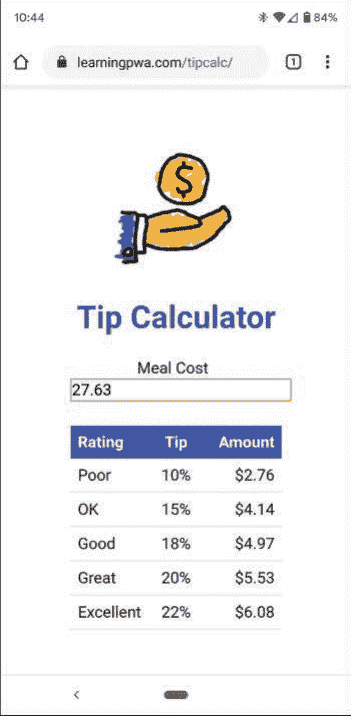 10:44 84%
learningpwa.com/tipcalc/ 1
$
Tip Calculator
Meal Cost
27.63
Rating Tip Amount
Poor 10% $2.76
OK 15% $4.14
Good 18% $4.97
Great 20% $5.53
Excellent 22% $6.08